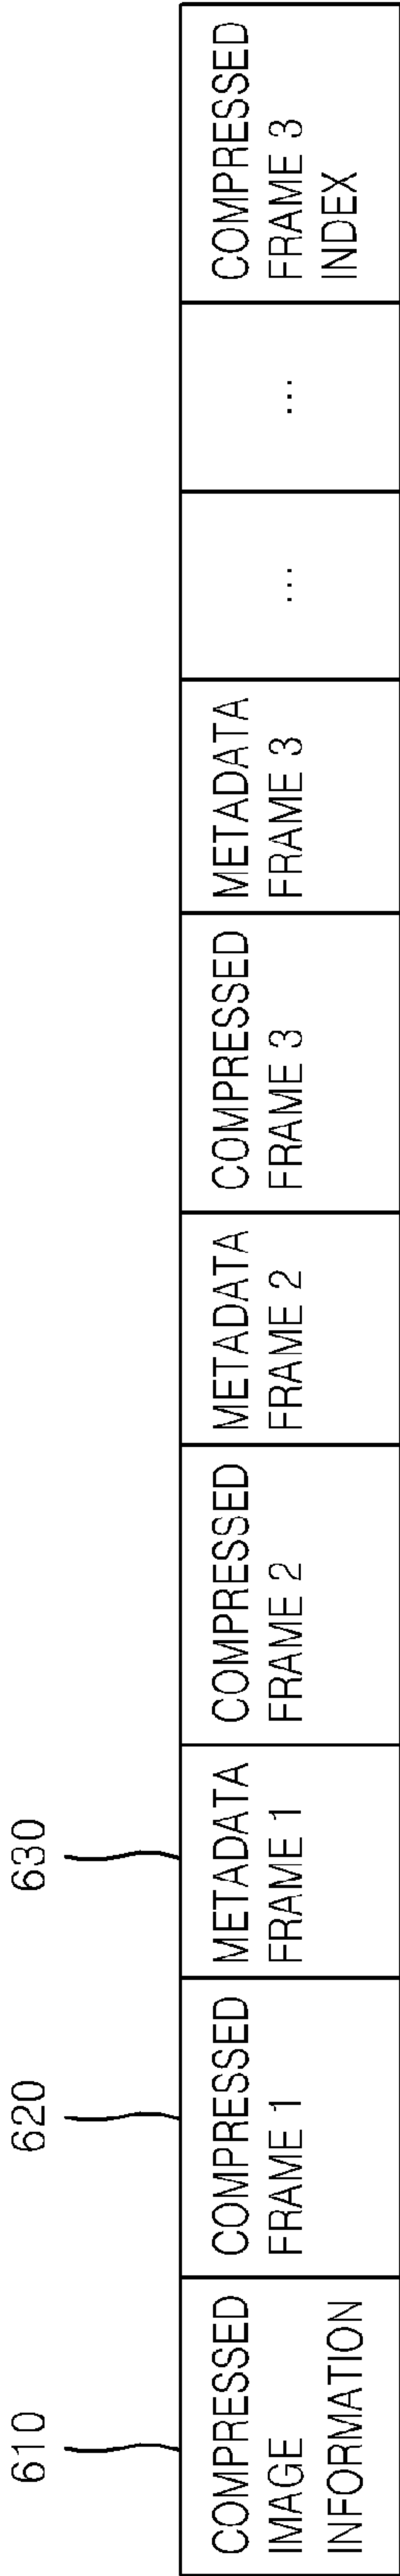 610
620
630
COMPRESSED
IMAGE
INFORMATION
COMPRESSED
FRAME 1
METADATA
FRAME 1
COMPRESSED
FRAME 2
METADATA
FRAME 2
COMPRESSED
FRAME 3
METADATA
FRAME 3
...
...
COMPRESSED
FRAME 3
INDEX